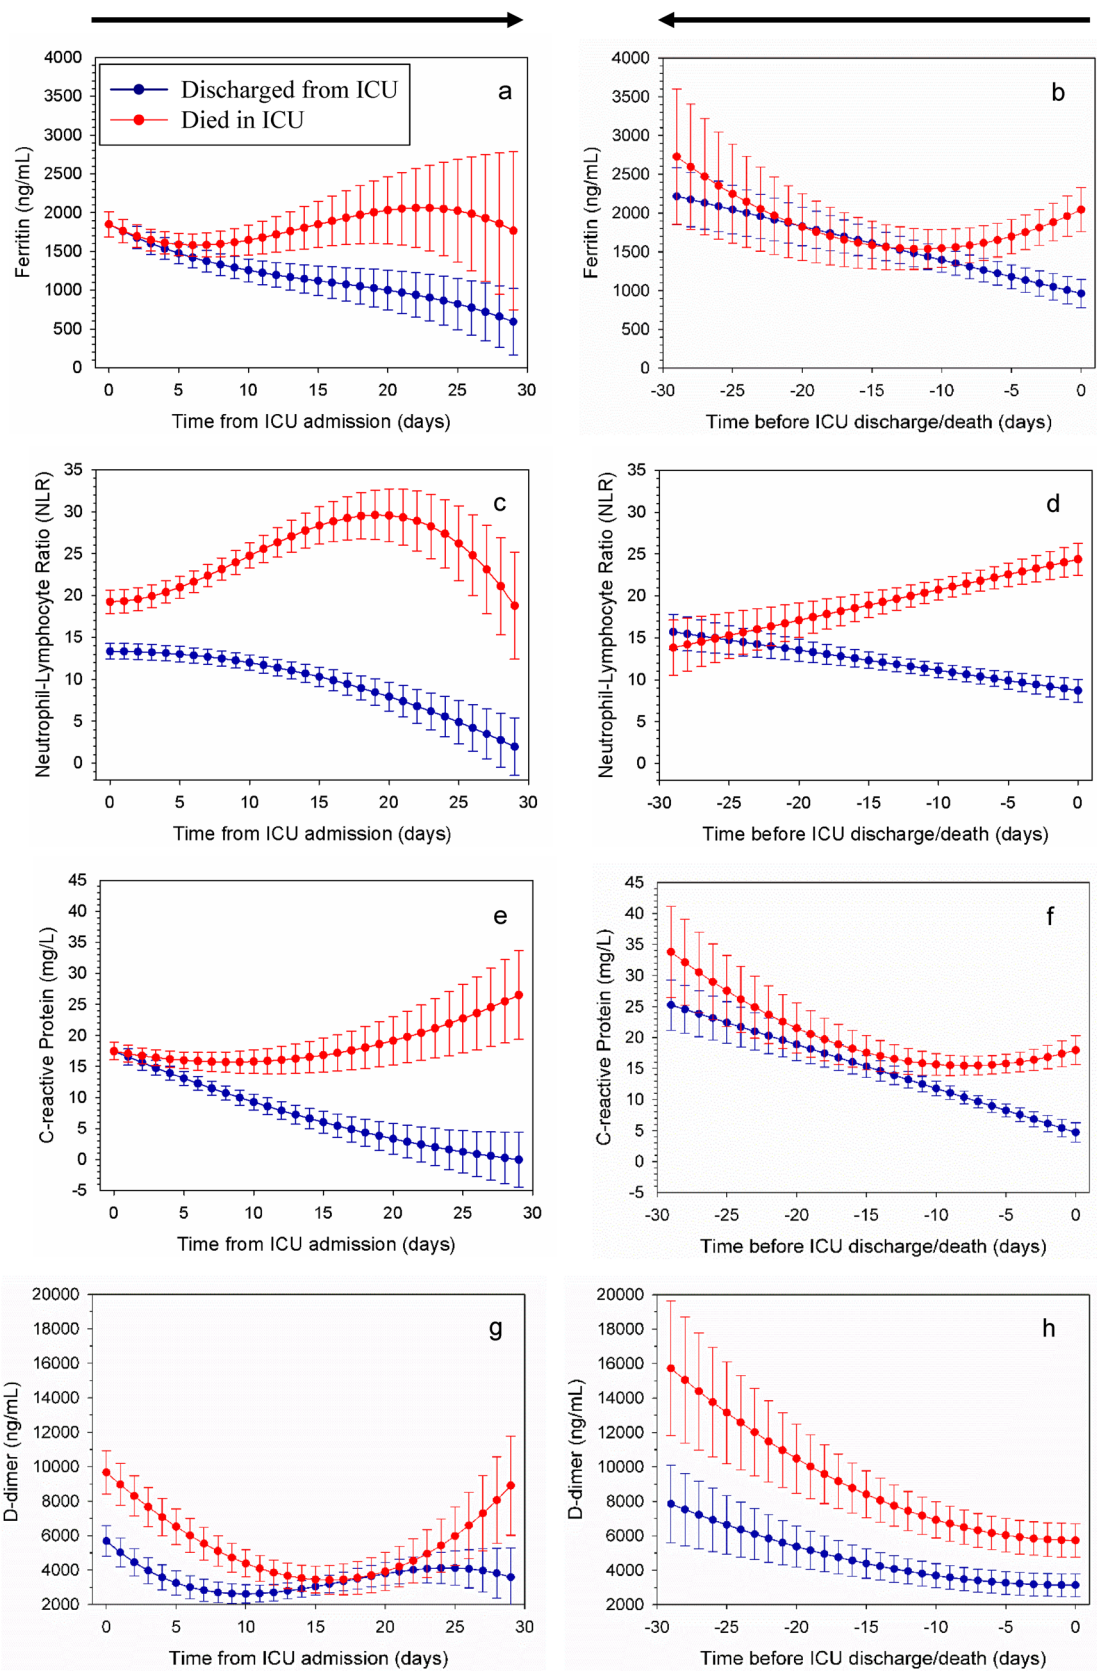 Ferritin (ng/mL)
4000
3500
3000
2500
2000
1500
1000
500
0
Discharged from ICU
Died in ICU
a
0 5 10 15 20 25 30
Time from ICU admission (days)
Ferritin (ng/mL)
4000
3500
3000
2500
2000
1500
1000
500
0
b
-30 -25 -20 -15 -10 -5 0
Time before ICU discharge/death (days)
Neutrophil-Lymphocyte Ratio (NLR)
35
30
25
20
15
10
5
0
c
0 5 10 15 20 25 30
Time from ICU admission (days)
Neutrophil-Lymphocyte Ratio (NLR)
35
30
25
20
15
10
5
0
d
-30 -25 -20 -15 -10 -5 0
Time before ICU discharge/death (days)
C-reactive Protein (mg/L)
45
40
35
30
25
20
15
10
5
0
-5
e
0 5 10 15 20 25 30
Time from ICU admission (days)
C-reactive Protein (mg/L)
45
40
35
30
25
20
15
10
5
0
-5
f
-30 -25 -20 -15 -10 -5 0
Time before ICU discharge/death (days)
D-dimer (ng/mL)
20000
18000
16000
14000
12000
10000
8000
6000
4000
2000
g
0 5 10 15 20 25 30
Time from ICU admission (days)
D-dimer (ng/mL)
20000
18000
16000
14000
12000
10000
8000
6000
4000
2000
h
-30 -25 -20 -15 -10 -5 0
Time before ICU discharge/death (days)